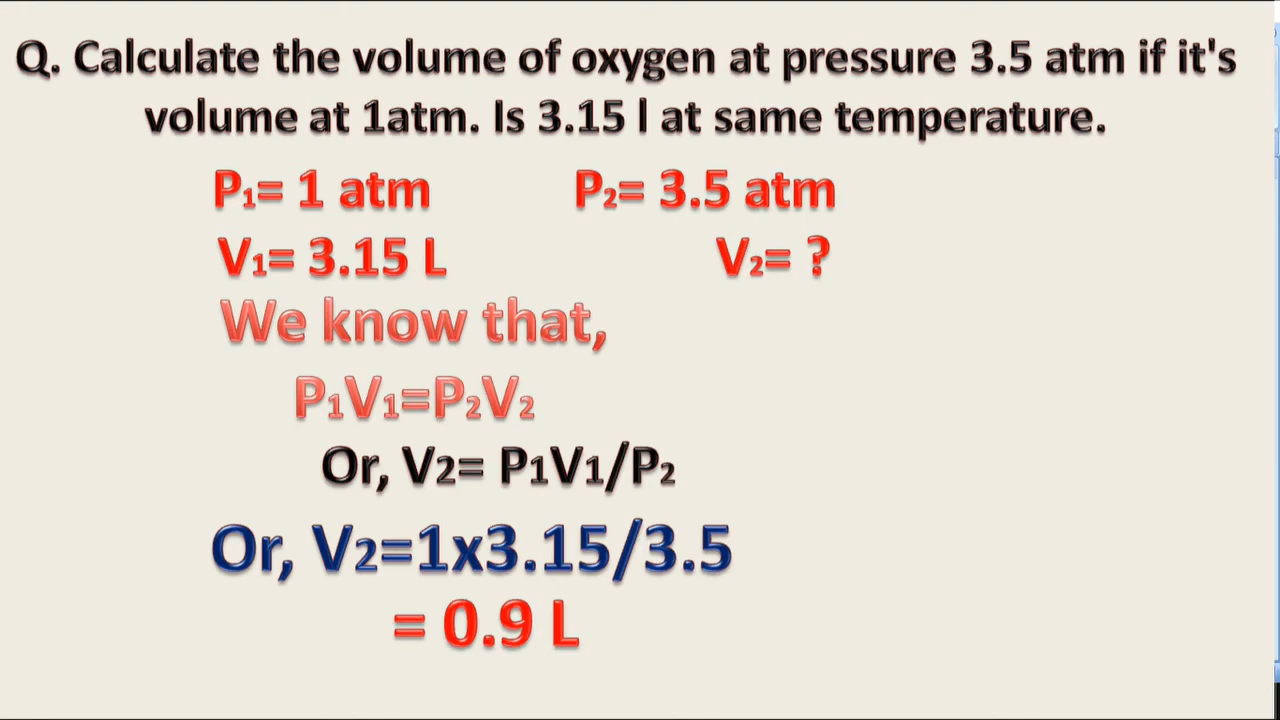 Q. Calculate the volume of oxygen at pressure 3.5 atm if it's
volume at 1atm. Is 3.15 l at same temperature.
P₁= 1 atm P₂= 3.5 atm
V₁= 3.15 L V₂= ?
We know that,
P₁V₁=P₂V₂
Or, V₂= P₁V₁/P₂
Or, V₂=1x3.15/3.5
= 0.9 L